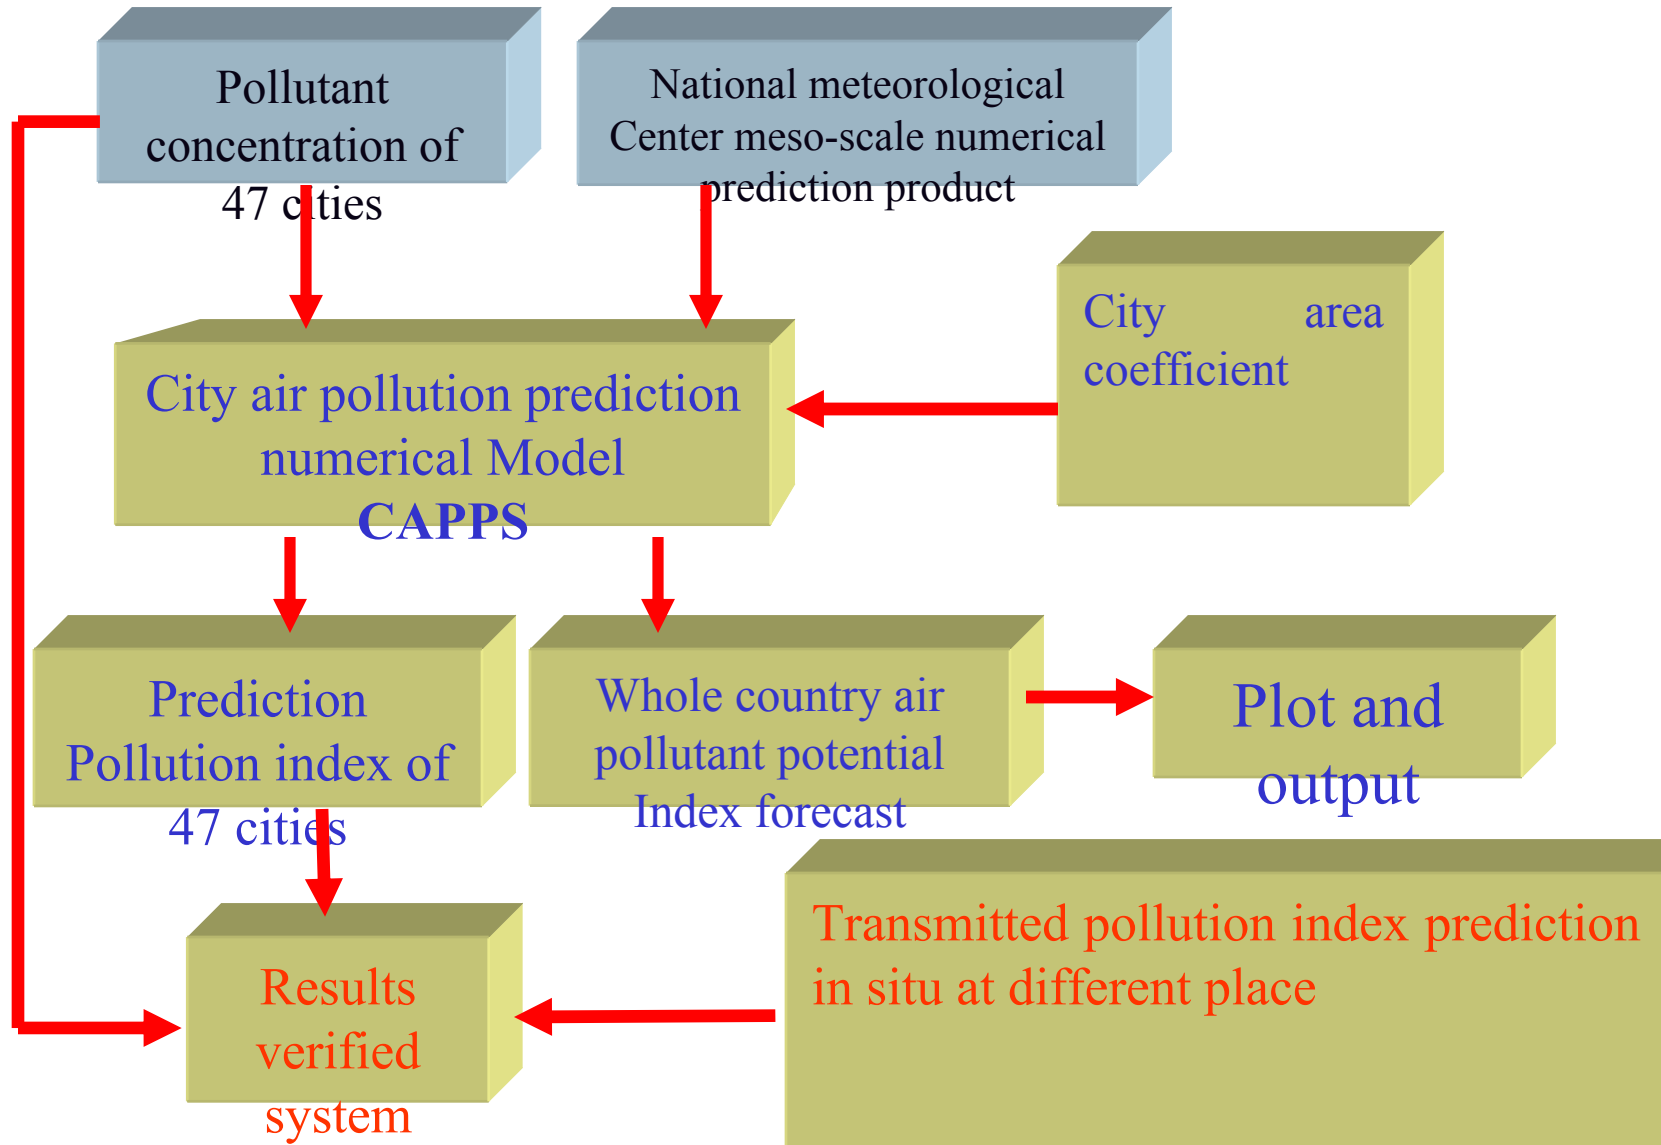 Pollutant
concentration of
47 cities
National meteorological
Center meso-scale numerical
prediction product
City area
coefficient
City air pollution prediction
numerical Model
CAPPS
Prediction
Pollution index of
47 cities
Whole country air
pollutant potential
Index forecast
Plot and
output
Transmitted pollution index prediction
in situ at different place
Results
verified
system